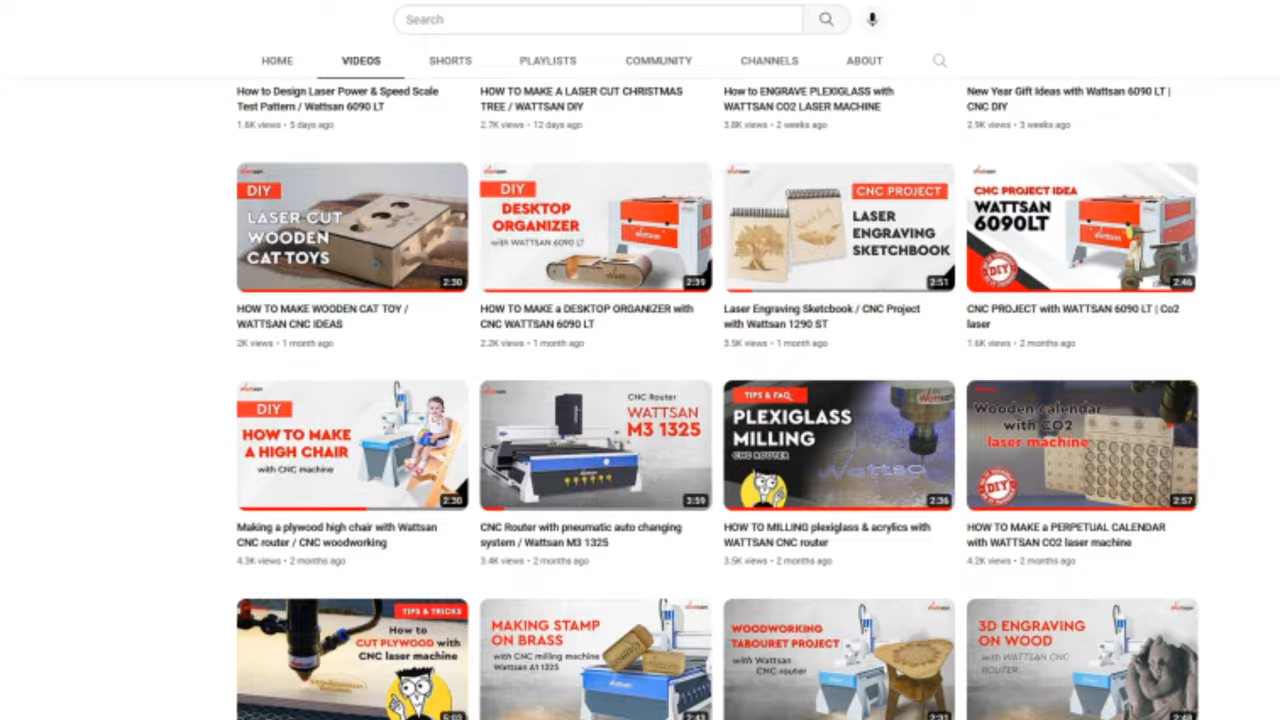 Search
HOME VIDEOS SHORTS PLAYLISTS COMMUNITY CHANNELS ABOUT
How to Design Laser Power & Speed Scale
Test Pattern / Wattsan 6090 LT
1.6K views • 5 days ago
HOW TO MAKE A LASER CUT CHRISTMAS
TREE / WATTSAN DIY
2.7K views • 12 days ago
How to ENGRAVE PLEXIGLASS with
WATTSAN CO2 LASER MACHINE
3.8K views • 2 weeks ago
New Year Gift Ideas with Wattsan 6090 LT |
CNC DIY
2.9K views • 3 weeks ago
DIY
LASER CUT
WOODEN
CAT TOYS
2:30
HOW TO MAKE WOODEN CAT TOY /
WATTSAN CNC IDEAS
2K views • 1 month ago
DIY
DESKTOP
ORGANIZER
with WATTSAN 6090 LT
Wattsan
2:39
HOW TO MAKE a DESKTOP ORGANIZER with
CNC WATTSAN 6090 LT
2.2K views • 1 month ago
CNC PROJECT
LASER
ENGRAVING
SKETCHBOOK
2:51
Laser Engraving Sketcbook / CNC Project
with Wattsan 1290 ST
3.5K views • 1 month ago
CNC PROJECT IDEA
WATTSAN
6090LT
DIY
2:46
CNC PROJECT with WATTSAN 6090 LT | Co2
laser
1.6K views • 2 months ago
DIY
HOW TO MAKE
A HIGH CHAIR
with CNC machine
2:30
Making a plywood high chair with Wattsan
CNC router / CNC woodworking
4.3K views • 2 months ago
CNC Router
WATTSAN
M3 1325
3:59
CNC Router with pneumatic auto changing
system / Wattsan M3 1325
3.4K views • 2 months ago
TIPS & FAQ
PLEXIGLASS
MILLING
CNC ROUTER
2:36
HOW TO MILLING plexiglass & acrylics with
WATTSAN CNC router
3.5K views • 2 months ago
Wooden calendar
with CO2
laser machine
DIY
2:57
HOW TO MAKE a PERPETUAL CALENDAR
with WATTSAN CO2 laser machine
4.2K views • 2 months ago
TIPS & TRICKS
How to
CUT PLYWOOD with
CNC laser machine
5:03
MAKING STAMP
ON BRASS
with CNC milling machine
Wattsan A1 1325
2:41
WOODWORKING
TABOURET PROJECT
with Wattsan
CNC router
2:31
3D ENGRAVING
ON WOOD
with WATTSAN CNC
ROUTER